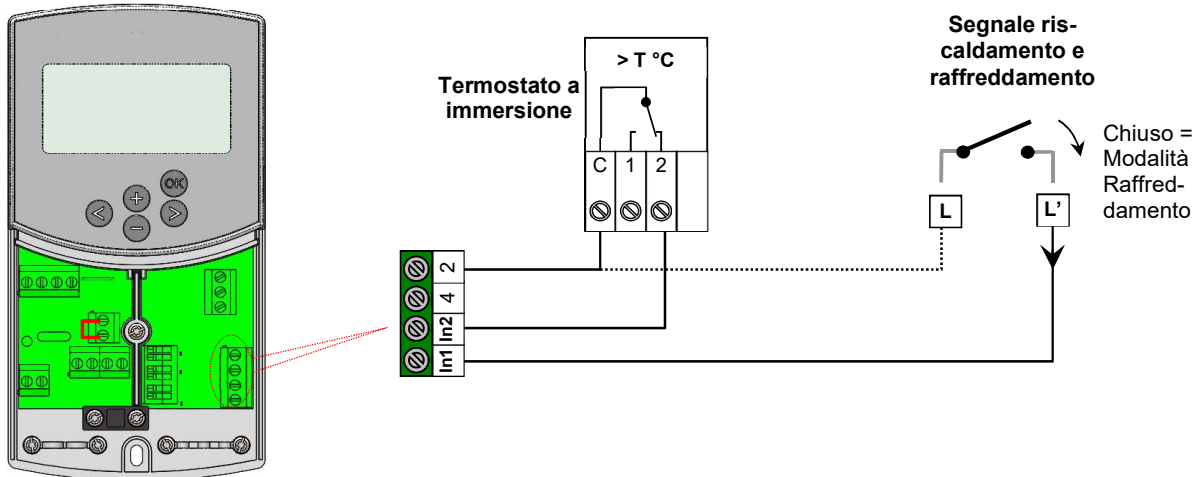 Segnale ris-
caldamento e
raffreddamento
> T °C
Termostato a
immersione
Chiuso =
Modalità
Raffred-
damento
C 1 2
L L’
OK
< + >
−
2
4
In2
In1